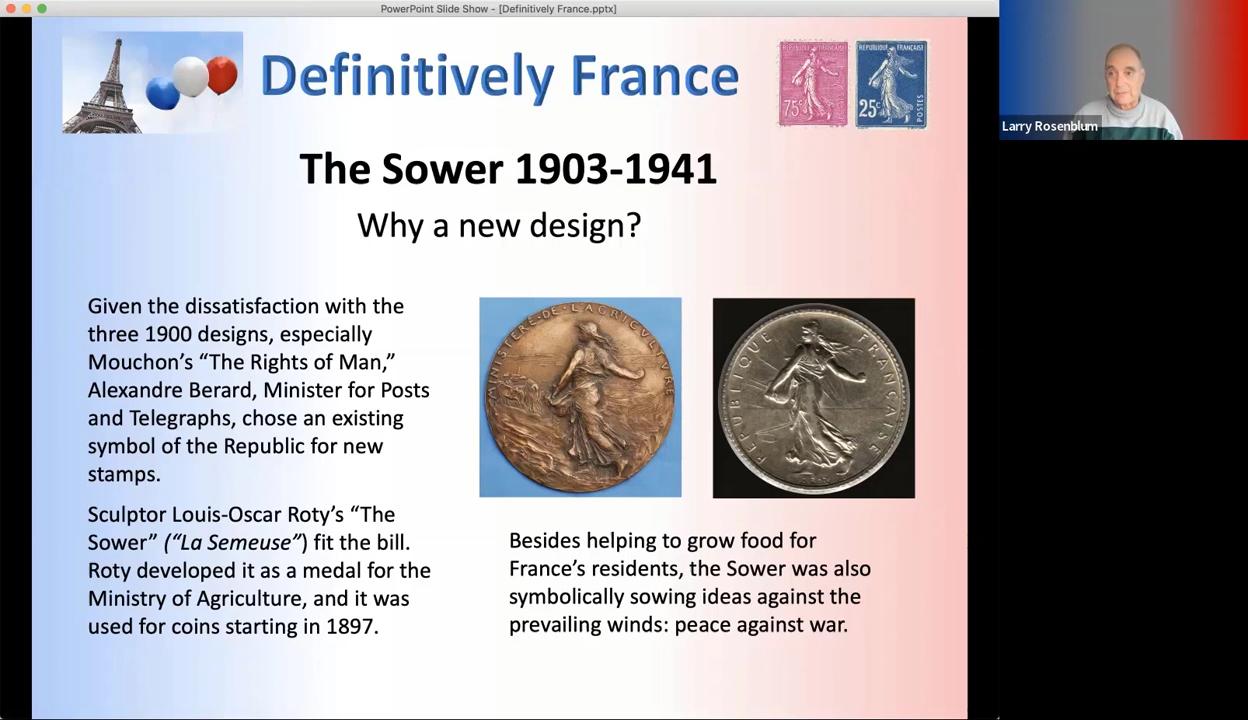 PowerPoint Slide Show - [Definitively France.pptx]
Definitively France
REPUBLIQUE FRANÇAISE
75c
REPUBLIQUE FRANÇAISE
25c
POSTES
Larry Rosenblum
The Sower 1903-1941
Why a new design?
Given the dissatisfaction with the
three 1900 designs, especially
Mouchon’s “The Rights of Man,”
Alexandre Berard, Minister for Posts
and Telegraphs, chose an existing
symbol of the Republic for new
stamps.
Sculptor Louis-Oscar Roty’s “The
Sower” (“La Semeuse”) fit the bill.
Roty developed it as a medal for the
Ministry of Agriculture, and it was
used for coins starting in 1897.
MINISTERE·DE·L'AGRICVLTVRE
REPUBLIQUE FRANÇAISE
Besides helping to grow food for
France’s residents, the Sower was also
symbolically sowing ideas against the
prevailing winds: peace against war.